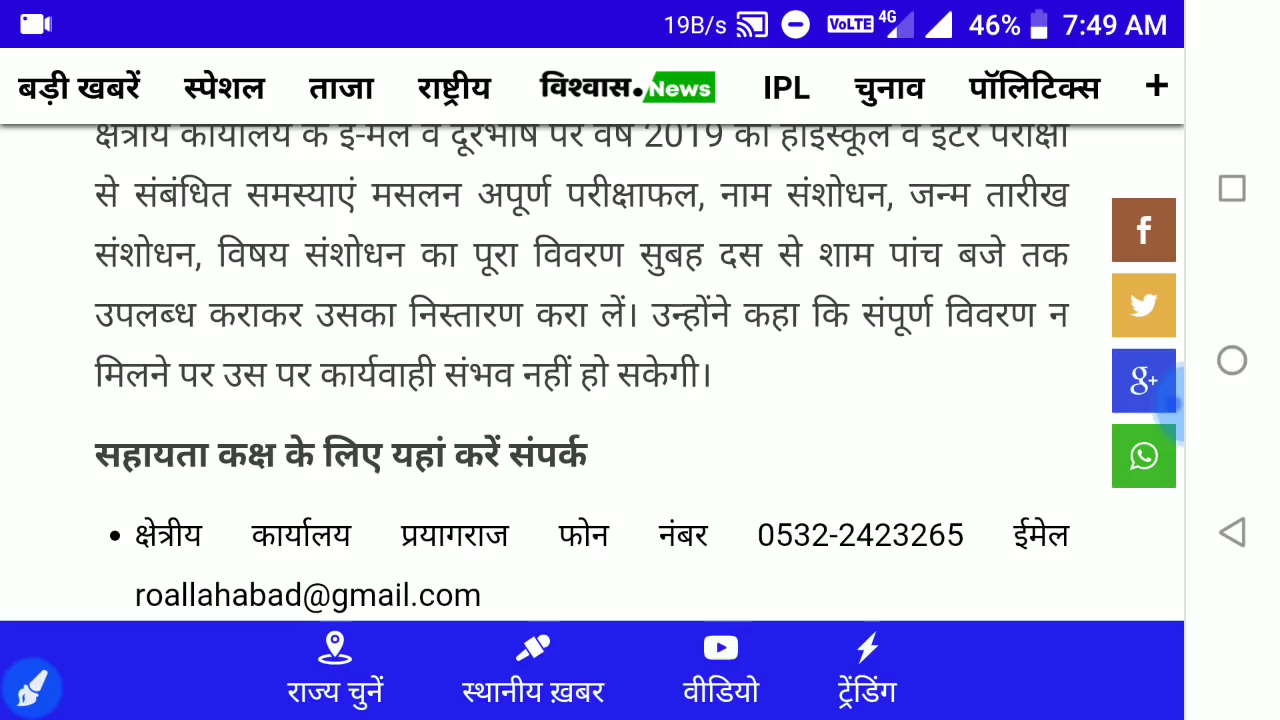 19B/s VoLTE 4G 46% 7:49 AM
बड़ी खबरें स्पेशल ताजा राष्ट्रीय विश्वास.News IPL चुनाव पॉलिटिक्स +
क्षेत्रीय कार्यालय के ई-मेल व दूरभाष पर वर्ष 2019 की हाईस्कूल व इंटर परीक्षा
से संबंधित समस्याएं मसलन अपूर्ण परीक्षाफल, नाम संशोधन, जन्म तारीख
संशोधन, विषय संशोधन का पूरा विवरण सुबह दस से शाम पांच बजे तक
उपलब्ध कराकर उसका निस्तारण करा लें। उन्होंने कहा कि संपूर्ण विवरण न
मिलने पर उस पर कार्यवाही संभव नहीं हो सकेगी।
सहायता कक्ष के लिए यहां करें संपर्क
• क्षेत्रीय कार्यालय प्रयागराज फोन नंबर 0532-2423265 ईमेल
roallahabad@gmail.com
राज्य चुनें स्थानीय ख़बर वीडियो ट्रेंडिंग